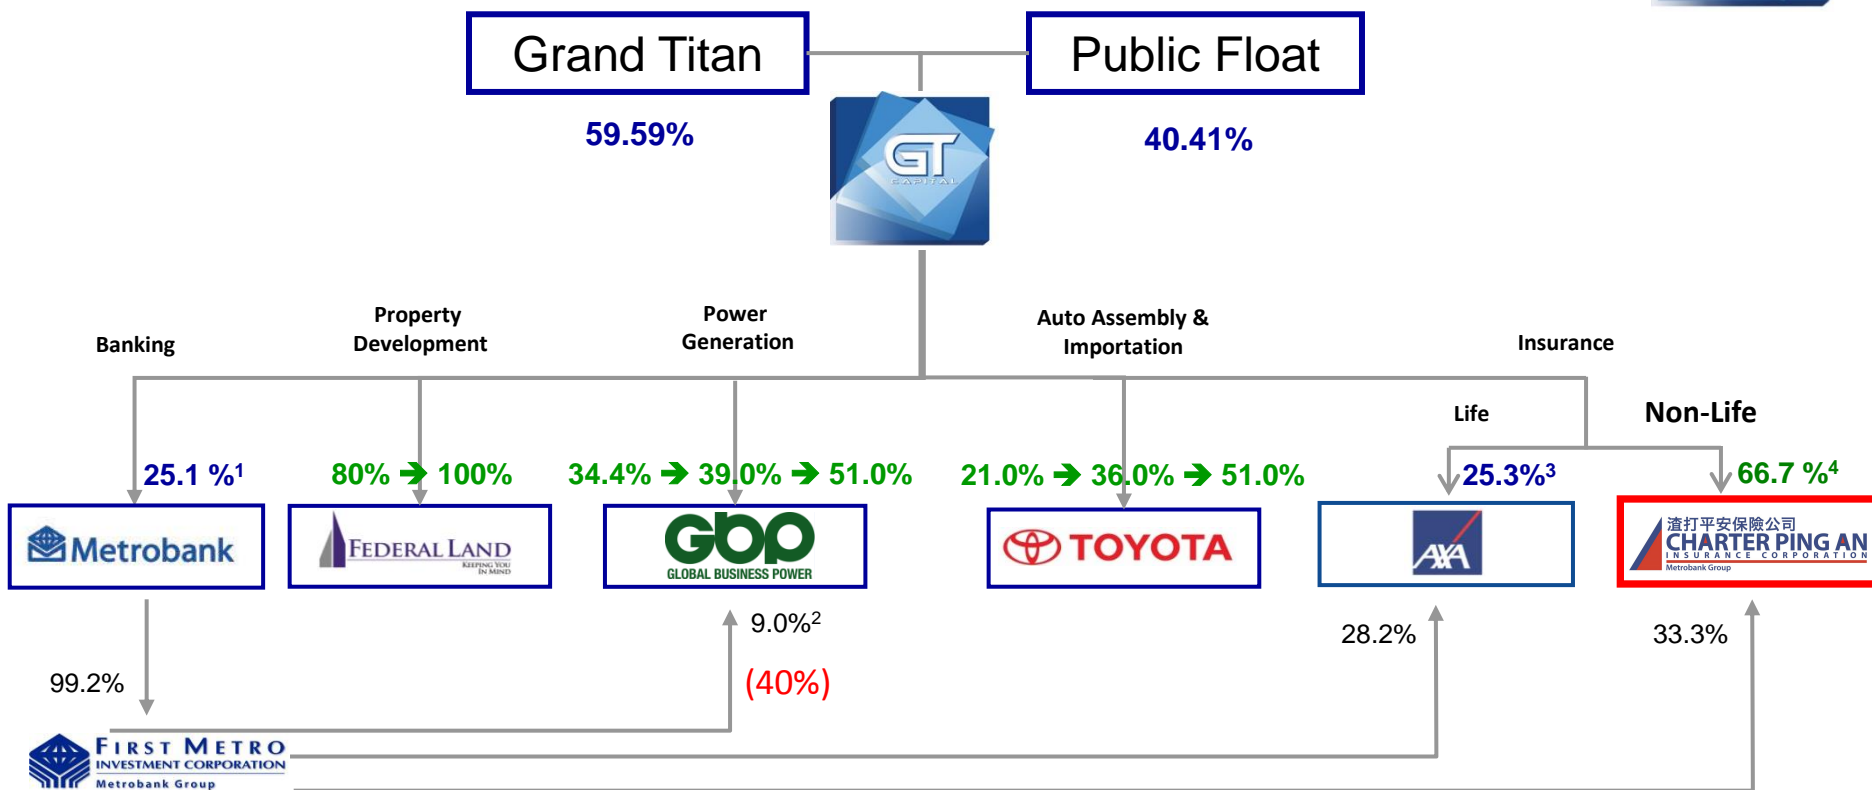 Grand Titan
Public Float
59.59%
40.41%
GT
CAPITAL
Banking
Property
Development
Power
Generation
Auto Assembly &
Importation
Insurance
Life
Non-Life
25.1 %¹
80% ➔ 100%
34.4% ➔ 39.0% ➔ 51.0%
21.0% ➔ 36.0% ➔ 51.0%
25.3%³
66.7 %⁴
Metrobank
FEDERAL LAND
KEEPING YOU
IN MIND
Gbp
GLOBAL BUSINESS POWER
TOYOTA
AXA
渣打平安保險公司
CHARTER PING AN
INSURANCE CORPORATION
Metrobank Group
99.2%
9.0%²
(40%)
28.2%
33.3%
FIRST METRO
INVESTMENT CORPORATION
Metrobank Group